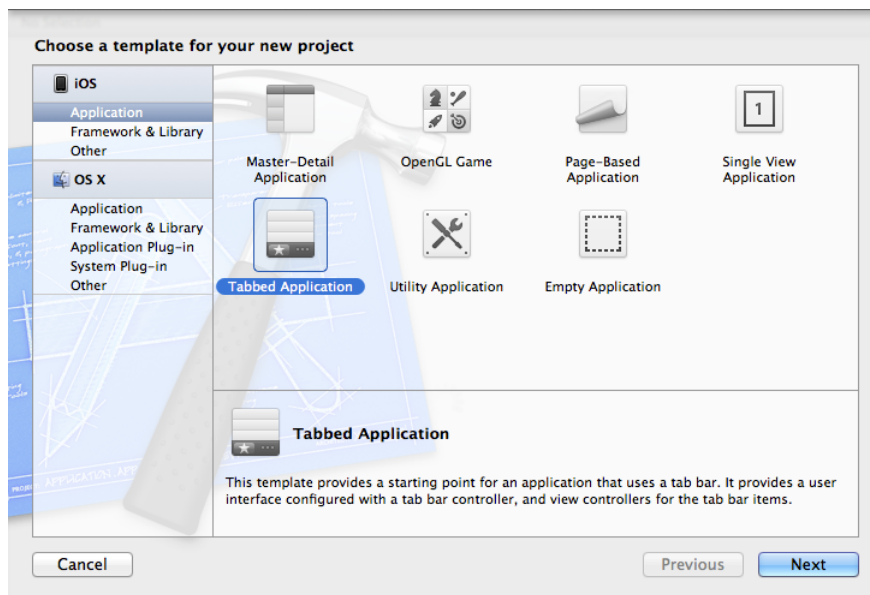 Choose a template for your new project
iOS
Application
Framework & Library
Other
OS X
Application
Framework & Library
Application Plug-in
System Plug-in
Other
Master-Detail
Application
OpenGL Game
Page-Based
Application
1
Single View
Application
Tabbed Application
Utility Application
Empty Application
Tabbed Application
This template provides a starting point for an application that uses a tab bar. It provides a user
interface configured with a tab bar controller, and view controllers for the tab bar items.
Cancel
Previous
Next